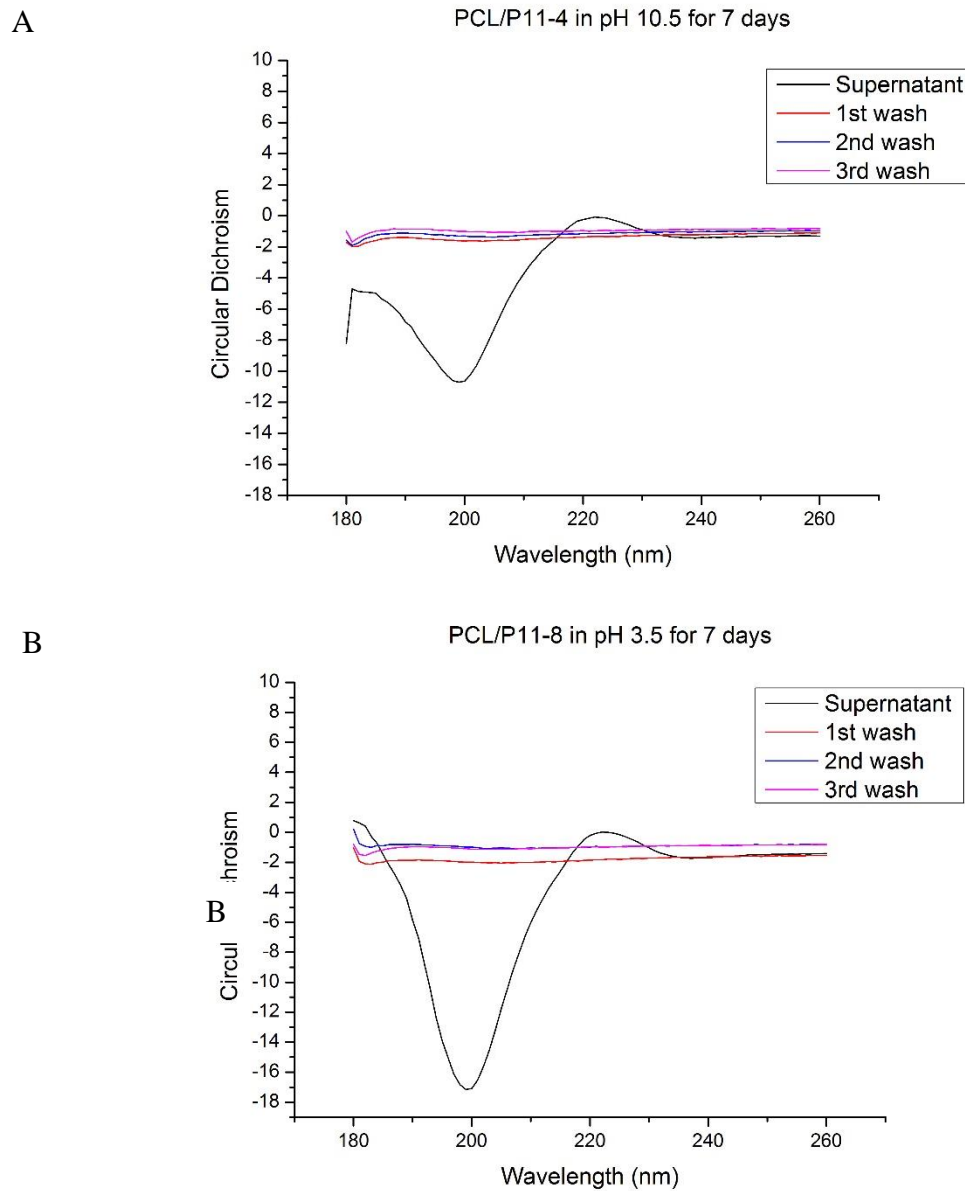 A
PCL/P11-4 in pH 10.5 for 7 days
Supernatant
1st wash
2nd wash
3rd wash
10
8
6
4
2
0
-2
-4
-6
-8
-10
-12
-14
-16
-18
Circular Dichroism
180
200
220
240
260
Wavelength (nm)
B
PCL/P11-8 in pH 3.5 for 7 days
Supernatant
1st wash
2nd wash
3rd wash
10
8
6
4
2
0
-2
-4
-6
-8
-10
-12
-14
-16
-18
B
180
200
220
240
260
Wavelength (nm)